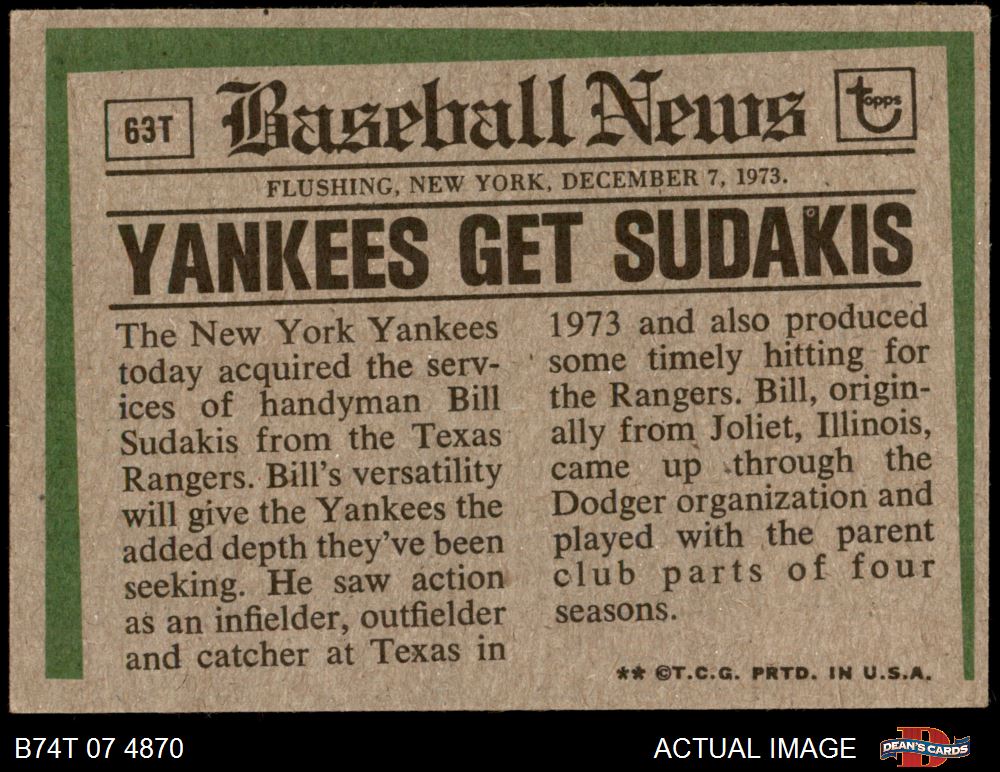 63T
Baseball News
Topps
FLUSHING, NEW YORK, DECEMBER 7, 1973.
YANKEES GET SUDAKIS
The New York Yankees
today acquired the serv-
ices of handyman Bill
Sudakis from the Texas
Rangers. Bill's versatility
will give the Yankees the
added depth they've been
seeking. He saw action
as an infielder, outfielder
and catcher at Texas in
1973 and also produced
some timely hitting for
the Rangers. Bill, origin-
ally from Joliet, Illinois,
came up through the
Dodger organization and
played with the parent
club parts of four
seasons.
** ©T.C.G. PRTD. IN U.S.A.
B74T 07 4870
ACTUAL IMAGE
D
DEAN'S CARDS